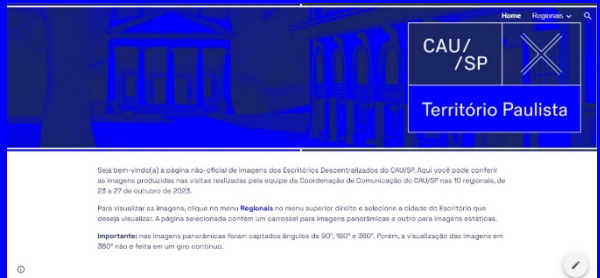 Home Regionais
CAU/
/SP
Território Paulista
Seja bem-vindo(a) à página não-oficial de imagens dos Escritórios Descentralizados do CAU/SP. Aqui você pode conferir
as imagens produzidas nas visitas realizadas pela equipe da Coordenação de Comunicação do CAU/SP nas 10 regionais, de
23 a 27 de outubro de 2023.
Para visualizar as imagens, clique no menu Regionais no menu superior direito e selecione a cidade do Escritório que
deseja visualizar. A página selecionada contém um carrossel para imagens panorâmicas e outro para imagens estáticas.
Importante: nas imagens panorâmicas foram captados ângulos de 90°, 180° e 360°. Porém, a visualização das imagens em
360° não é feita em um giro contínuo.